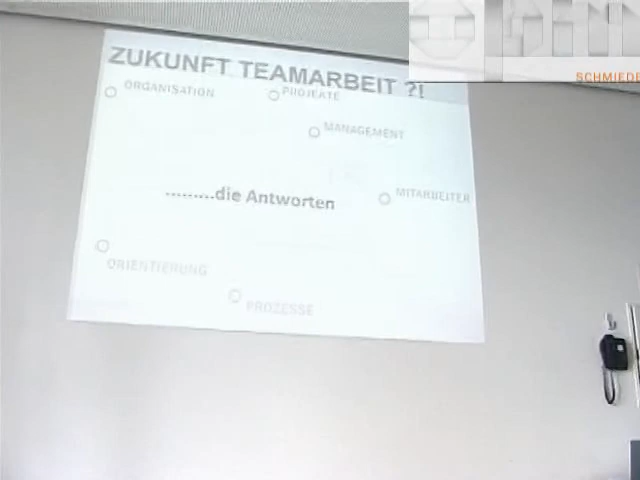 ZUKUNFT TEAMARBEIT ?!
ORGANISATION
PROJEKTE
MANAGEMENT
MITARBEITER
.........die Antworten
ORIENTIERUNG
PROZESSE
SCHMIEDE